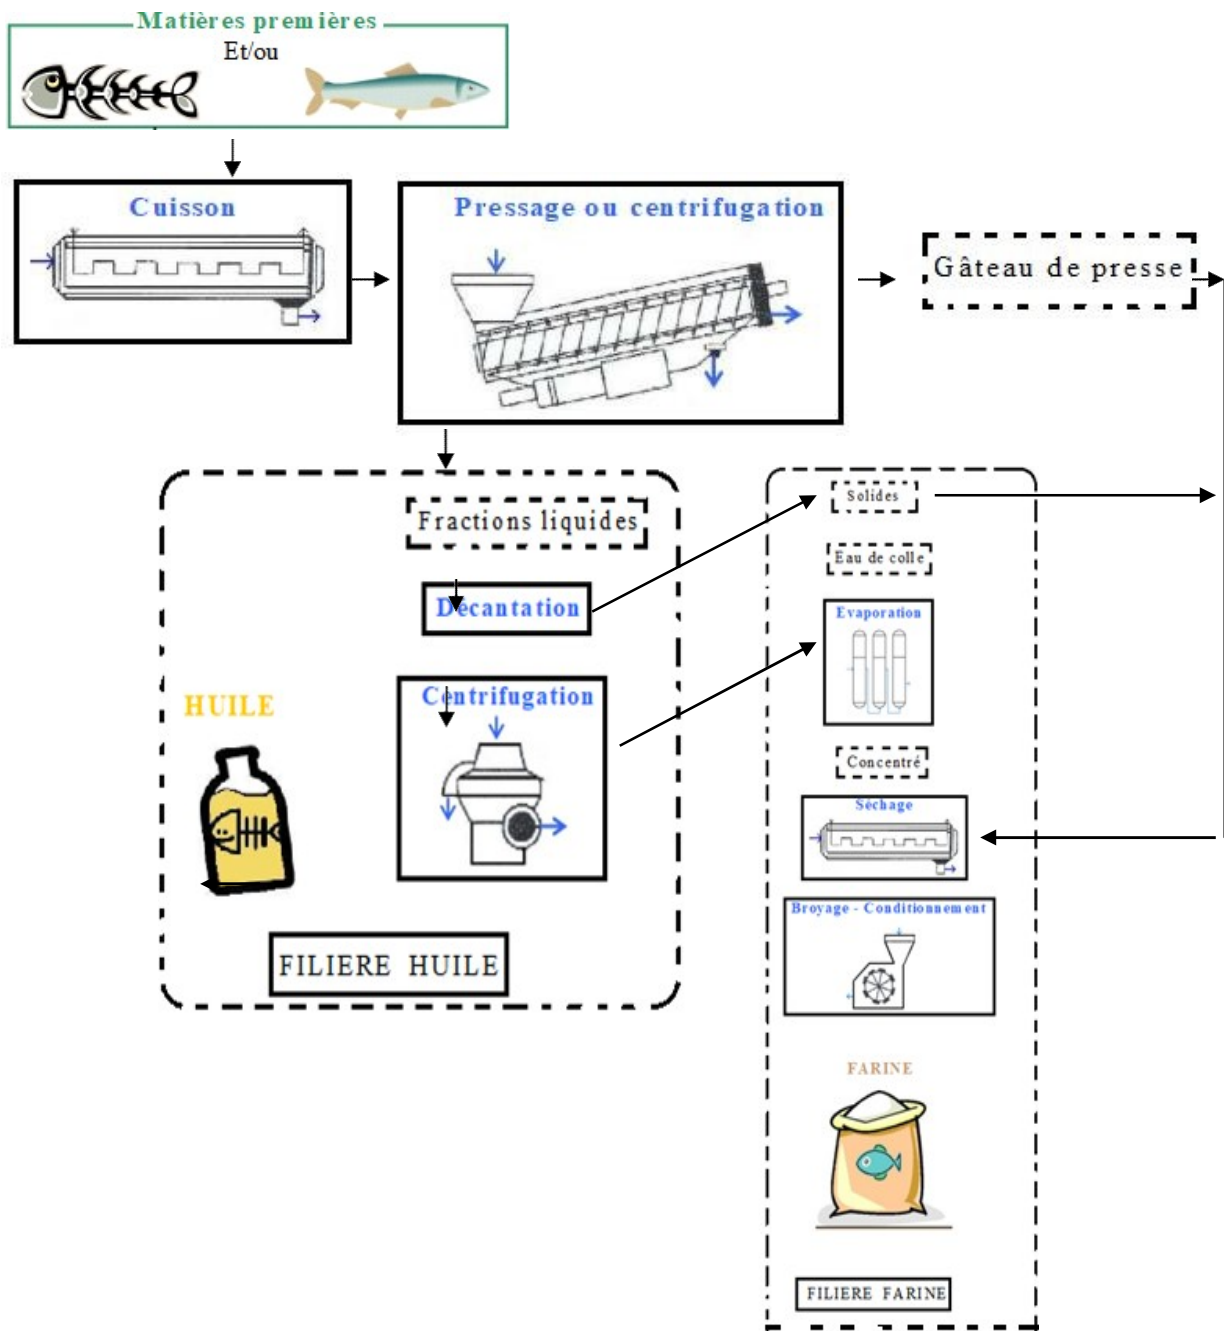 Matières premières
Et/ou
Cuisson
Pressage ou centrifugation
Gâteau de presse
Fractions liquides
Décantation
Centrifugation
HUILE
FILIERE HUILE
Solides
Eau de colle
Evaporation
Concentré
Séchage
Broyage - Conditionnement
FARINE
FILIERE FARINE